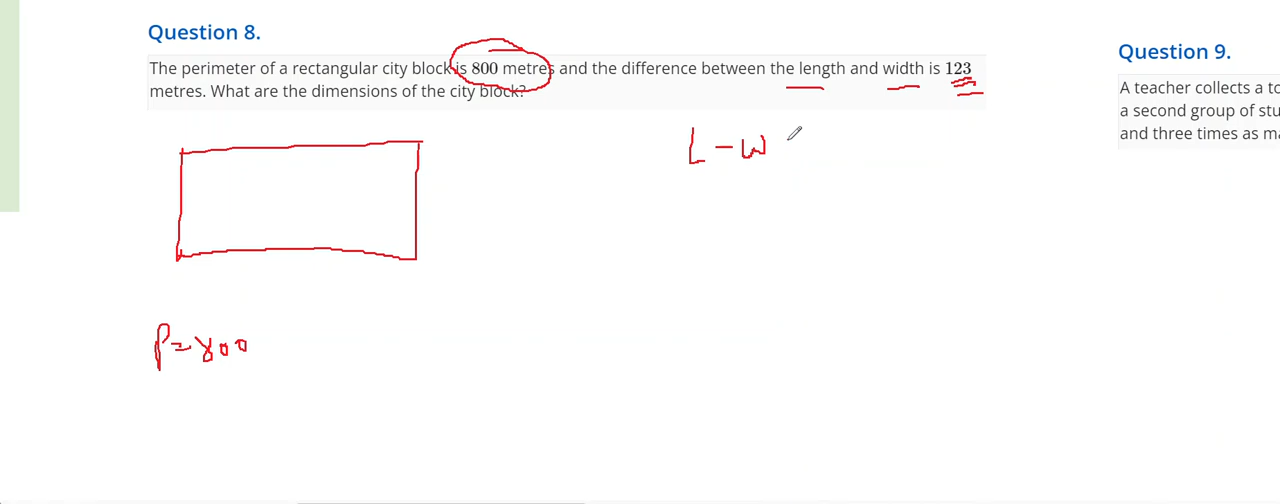 Question 8.
The perimeter of a rectangular city block is 800 metres and the difference between the length and width is 123
metres. What are the dimensions of the city block?
L - W
P = 800
Question 9.
A teacher collects a to
a second group of stu
and three times as ma